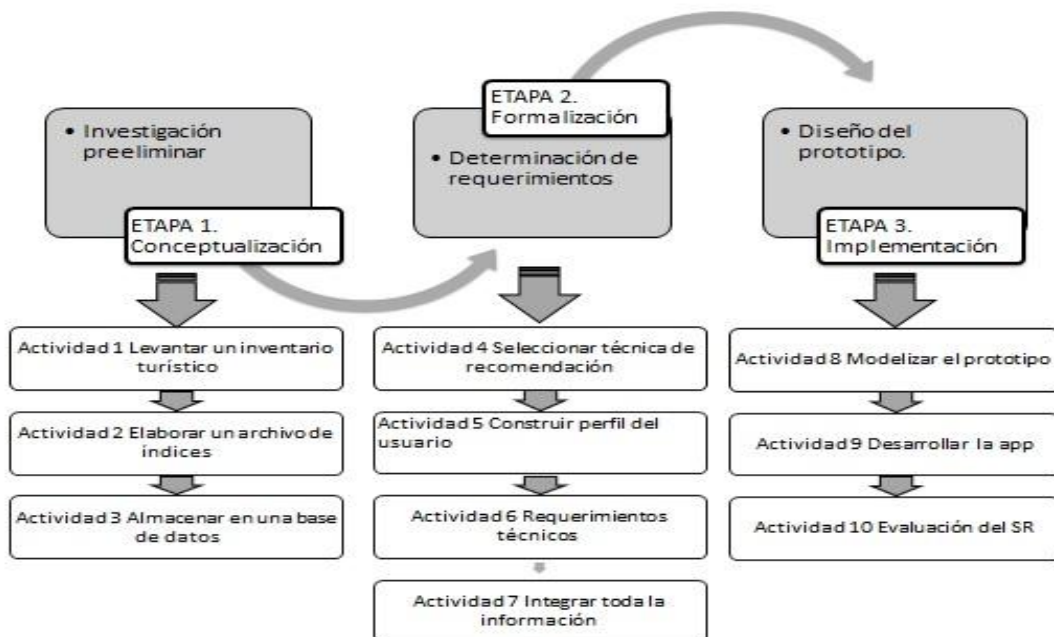 • Investigación
preeliminar
ETAPA 1.
Conceptualización
ETAPA 2.
Formalización
• Determinación de
requerimientos
• Diseño del
prototipo.
ETAPA 3.
Implementación
Actividad 1 Levantar un inventario
turístico
Actividad 2 Elaborar un archivo de
índices
Actividad 3 Almacenar en una base
de datos
Actividad 4 Seleccionar técnica de
recomendación
Actividad 5 Construir perfil del
usuario
Actividad 6 Requerimientos
técnicos
Actividad 7 Integrar toda la
información
Actividad 8 Modelizar el prototipo
Actividad 9 Desarrollar la app
Actividad 10 Evaluación del SR